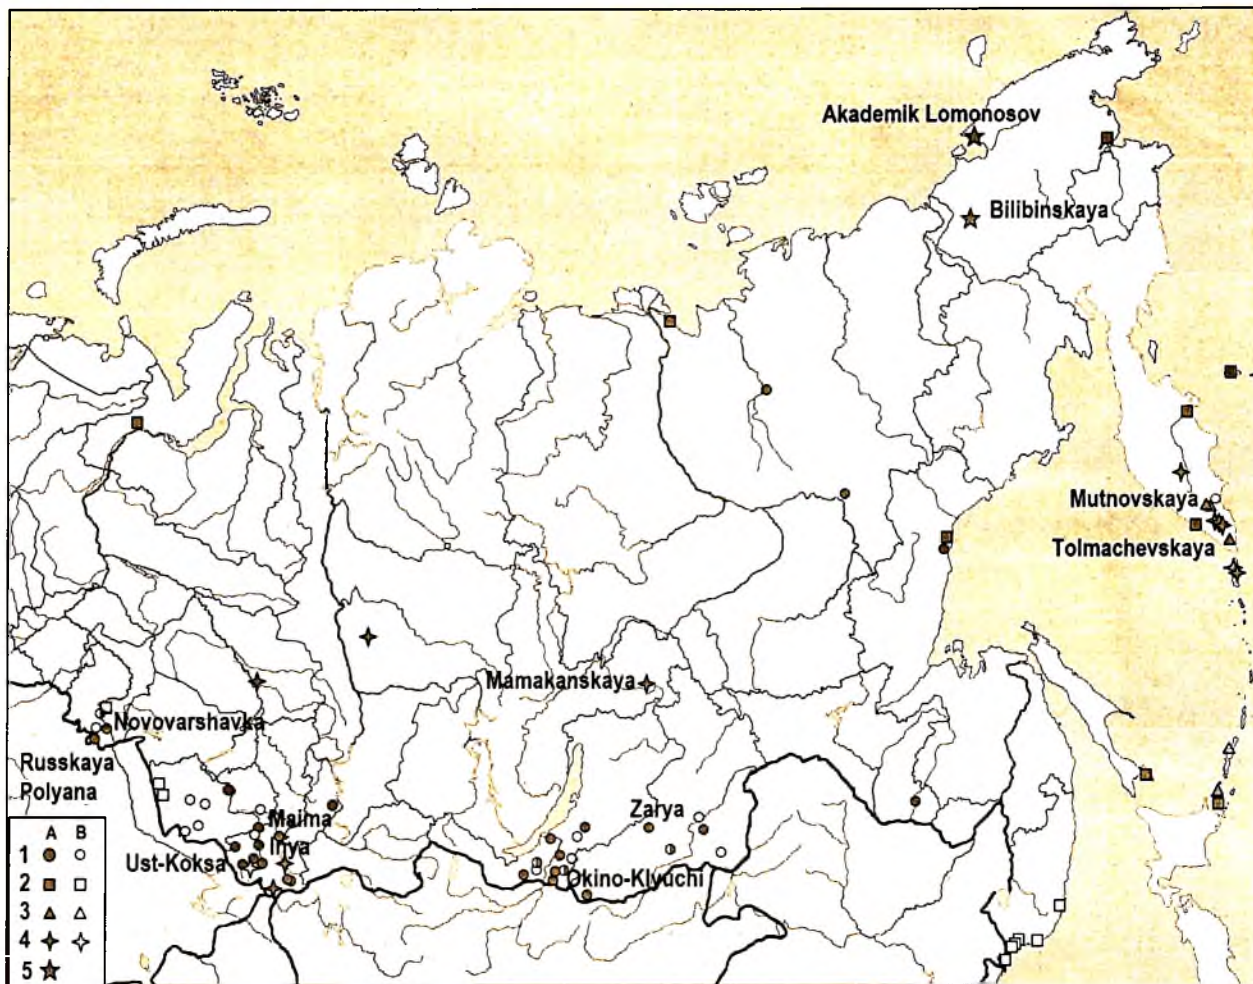 Akademik Lomonosov
Bilibinskaya
Mutnovskaya
Tolmachevskaya
Mamakanskaya
Novovarshavka
Russkaya
Polyana
Zarya
Maima
Inya
Ust-Koksa
Okino-Klyuchi
A B
1
2
3
4
5